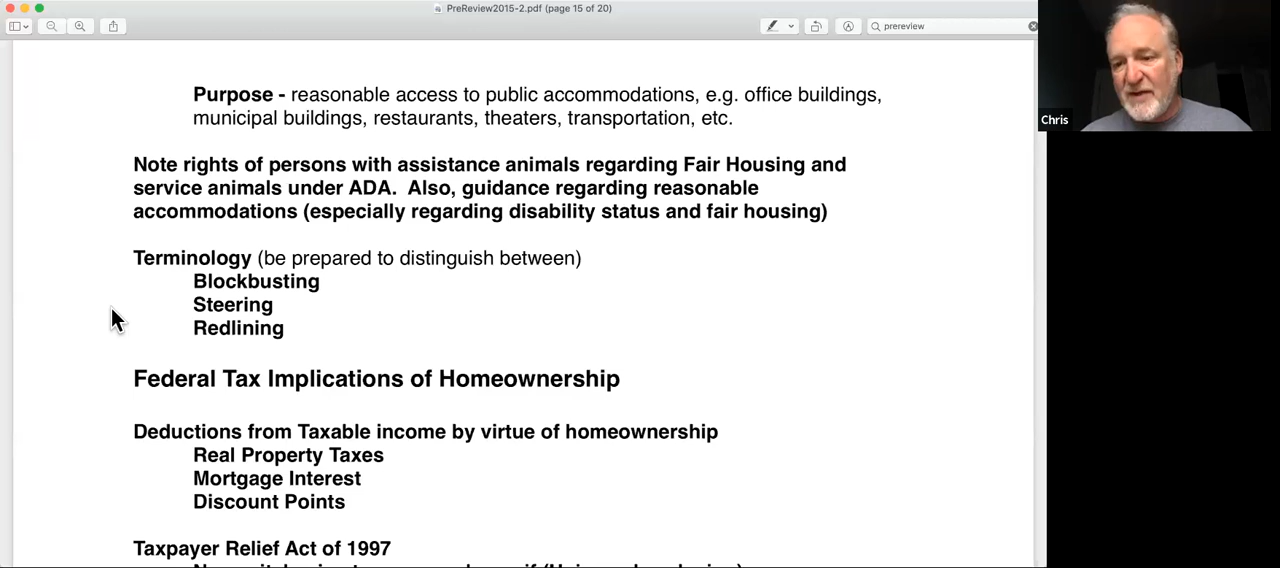 PreReview2015-2.pdf (page 15 of 20)
prereview
Chris
Purpose - reasonable access to public accommodations, e.g. office buildings,
municipal buildings, restaurants, theaters, transportation, etc.
Note rights of persons with assistance animals regarding Fair Housing and
service animals under ADA.  Also, guidance regarding reasonable
accommodations (especially regarding disability status and fair housing)
Terminology (be prepared to distinguish between)
Blockbusting
Steering
Redlining
Federal Tax Implications of Homeownership
Deductions from Taxable income by virtue of homeownership
Real Property Taxes
Mortgage Interest
Discount Points
Taxpayer Relief Act of 1997